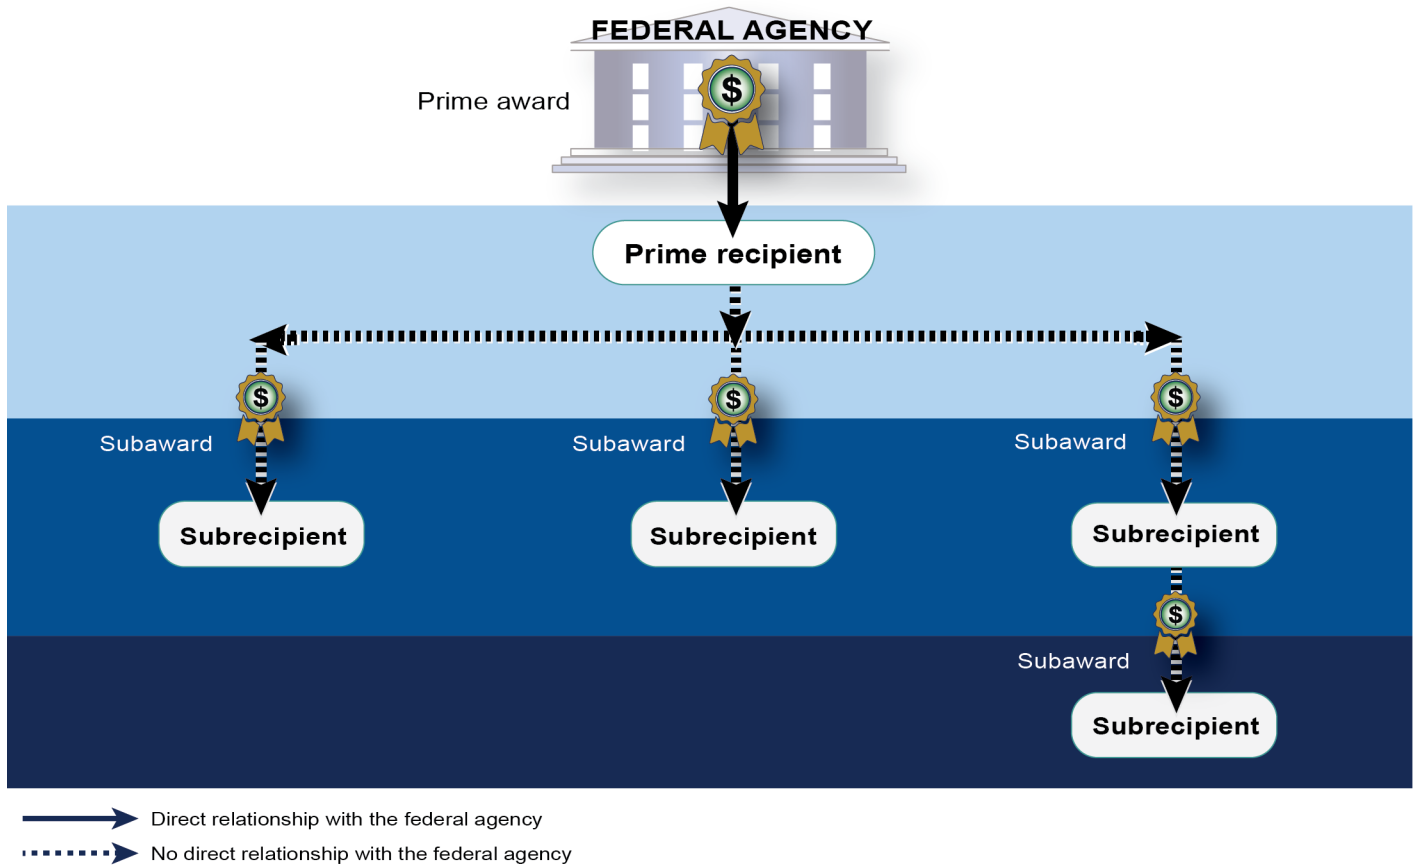 FEDERAL AGENCY
$
Prime award
Prime recipient
$
$
$
Subaward
Subaward
Subaward
Subrecipient
Subrecipient
Subrecipient
$
Subaward
Subrecipient
Direct relationship with the federal agency
No direct relationship with the federal agency